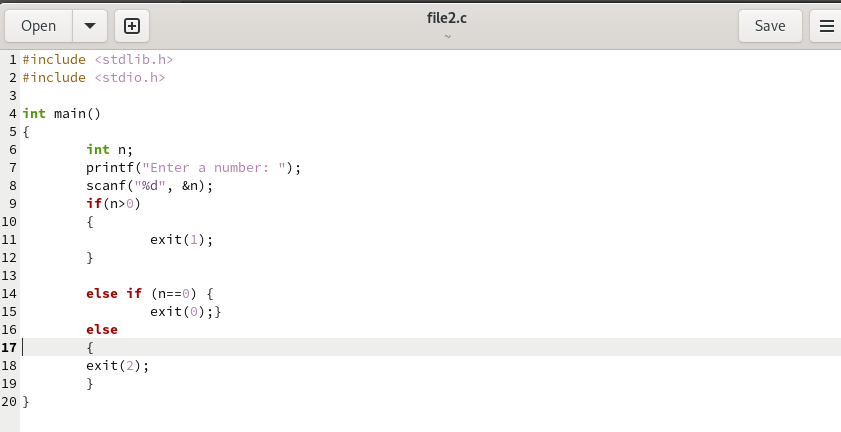 Open
file2.c
~
Save
1 #include <stdlib.h>
2 #include <stdio.h>
3
4 int main()
5 {
6         int n;
7         printf("Enter a number: ");
8         scanf("%d", &n);
9         if(n>0)
10         {
11                 exit(1);
12         }
13
14         else if (n==0) {
15                 exit(0);}
16         else
17         {
18         exit(2);
19         }
20 }